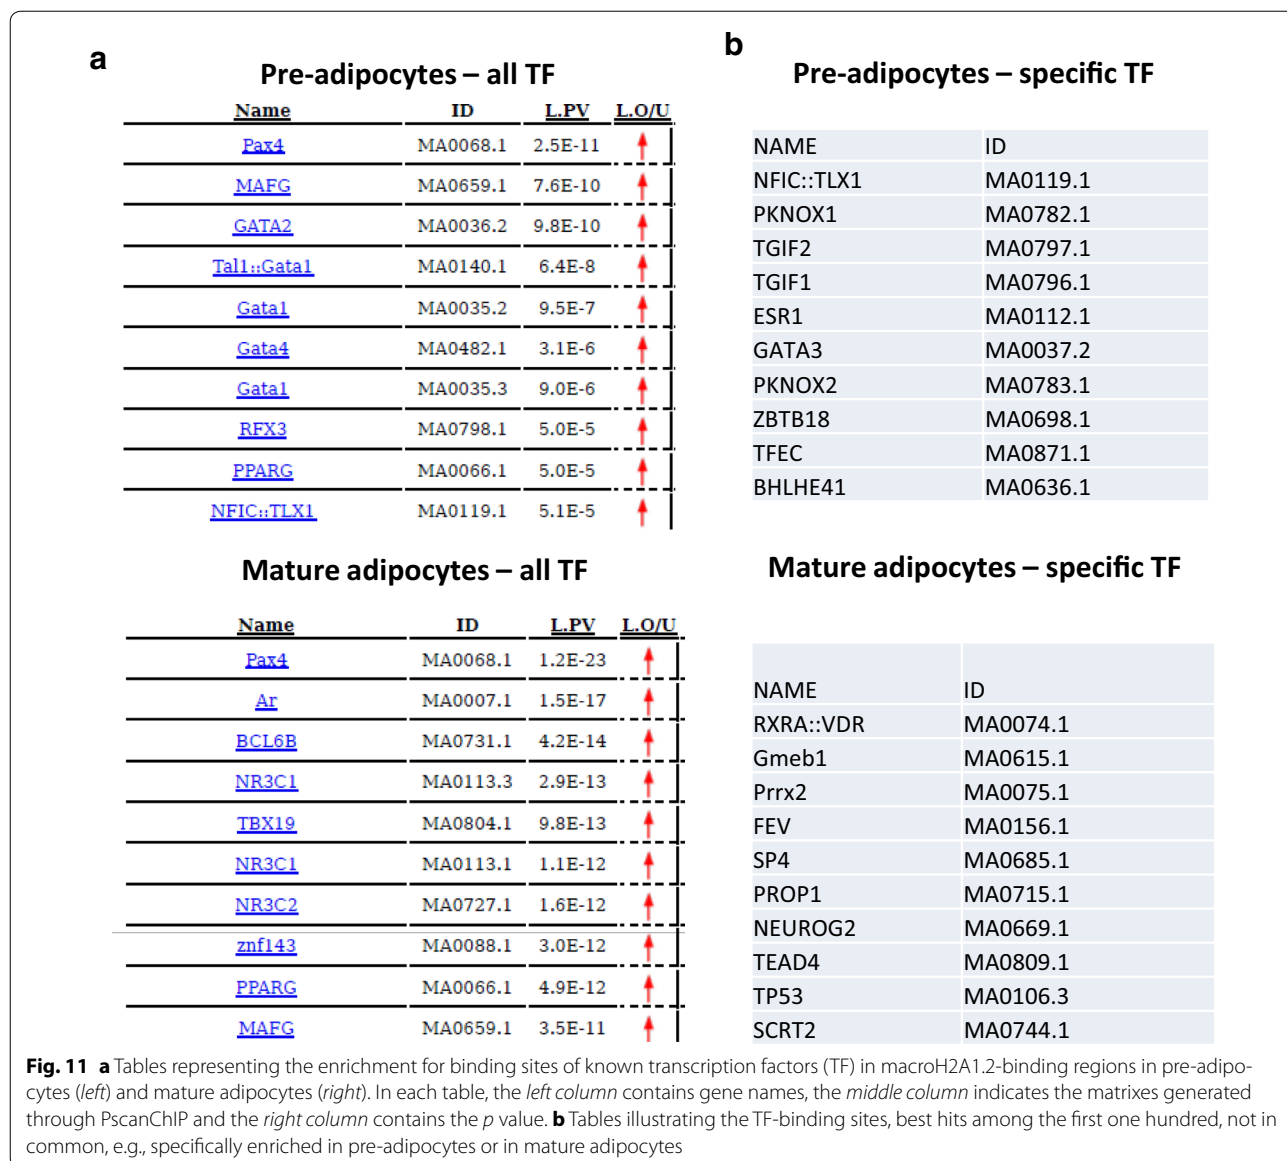 a
Pre-adipocytes – all TF
Name ID L.PV L.O/U
Pax4 MA0068.1 2.5E-11
MAFG MA0659.1 7.6E-10
GATA2 MA0036.2 9.8E-10
Tal1::Gata1 MA0140.1 6.4E-8
Gata1 MA0035.2 9.5E-7
Gata4 MA0482.1 3.1E-6
Gata1 MA0035.3 9.0E-6
RFX3 MA0798.1 5.0E-5
PPARG MA0066.1 5.0E-5
NFIC::TLX1 MA0119.1 5.1E-5
Mature adipocytes – all TF
Name ID L.PV L.O/U
Pax4 MA0068.1 1.2E-23
Ar MA0007.1 1.5E-17
BCL6B MA0731.1 4.2E-14
NR3C1 MA0113.3 2.9E-13
TBX19 MA0804.1 9.8E-13
NR3C1 MA0113.1 1.1E-12
NR3C2 MA0727.1 1.6E-12
znf143 MA0088.1 3.0E-12
PPARG MA0066.1 4.9E-12
MAFG MA0659.1 3.5E-11
b
Pre-adipocytes – specific TF
NAME ID
NFIC::TLX1 MA0119.1
PKNOX1 MA0782.1
TGIF2 MA0797.1
TGIF1 MA0796.1
ESR1 MA0112.1
GATA3 MA0037.2
PKNOX2 MA0783.1
ZBTB18 MA0698.1
TFEC MA0871.1
BHLHE41 MA0636.1
Mature adipocytes – specific TF
NAME ID
RXRA::VDR MA0074.1
Gmeb1 MA0615.1
Prrx2 MA0075.1
FEV MA0156.1
SP4 MA0685.1
PROP1 MA0715.1
NEUROG2 MA0669.1
TEAD4 MA0809.1
TP53 MA0106.3
SCRT2 MA0744.1
Fig. 11 a Tables representing the enrichment for binding sites of known transcription factors (TF) in macroH2A1.2-binding regions in pre-adipo-
cytes (left) and mature adipocytes (right). In each table, the left column contains gene names, the middle column indicates the matrixes generated
through PscanChIP and the right column contains the p value. b Tables illustrating the TF-binding sites, best hits among the first one hundred, not in
common, e.g., specifically enriched in pre-adipocytes or in mature adipocytes